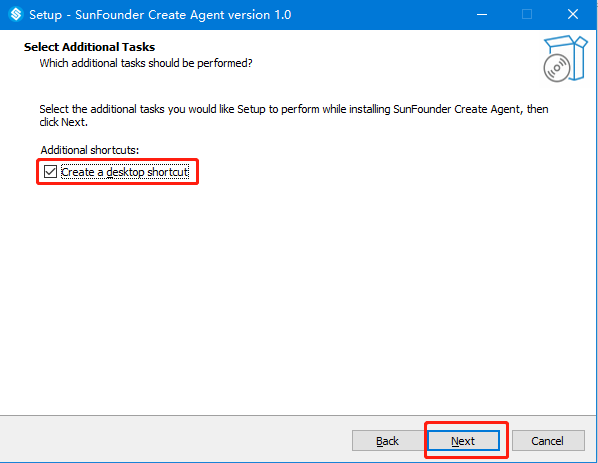 Setup - SunFounder Create Agent version 1.0
Select Additional Tasks
Which additional tasks should be performed?
Select the additional tasks you would like Setup to perform while installing SunFounder Create Agent, then
click Next.
Additional shortcuts:
Create a desktop shortcut
Back Next Cancel